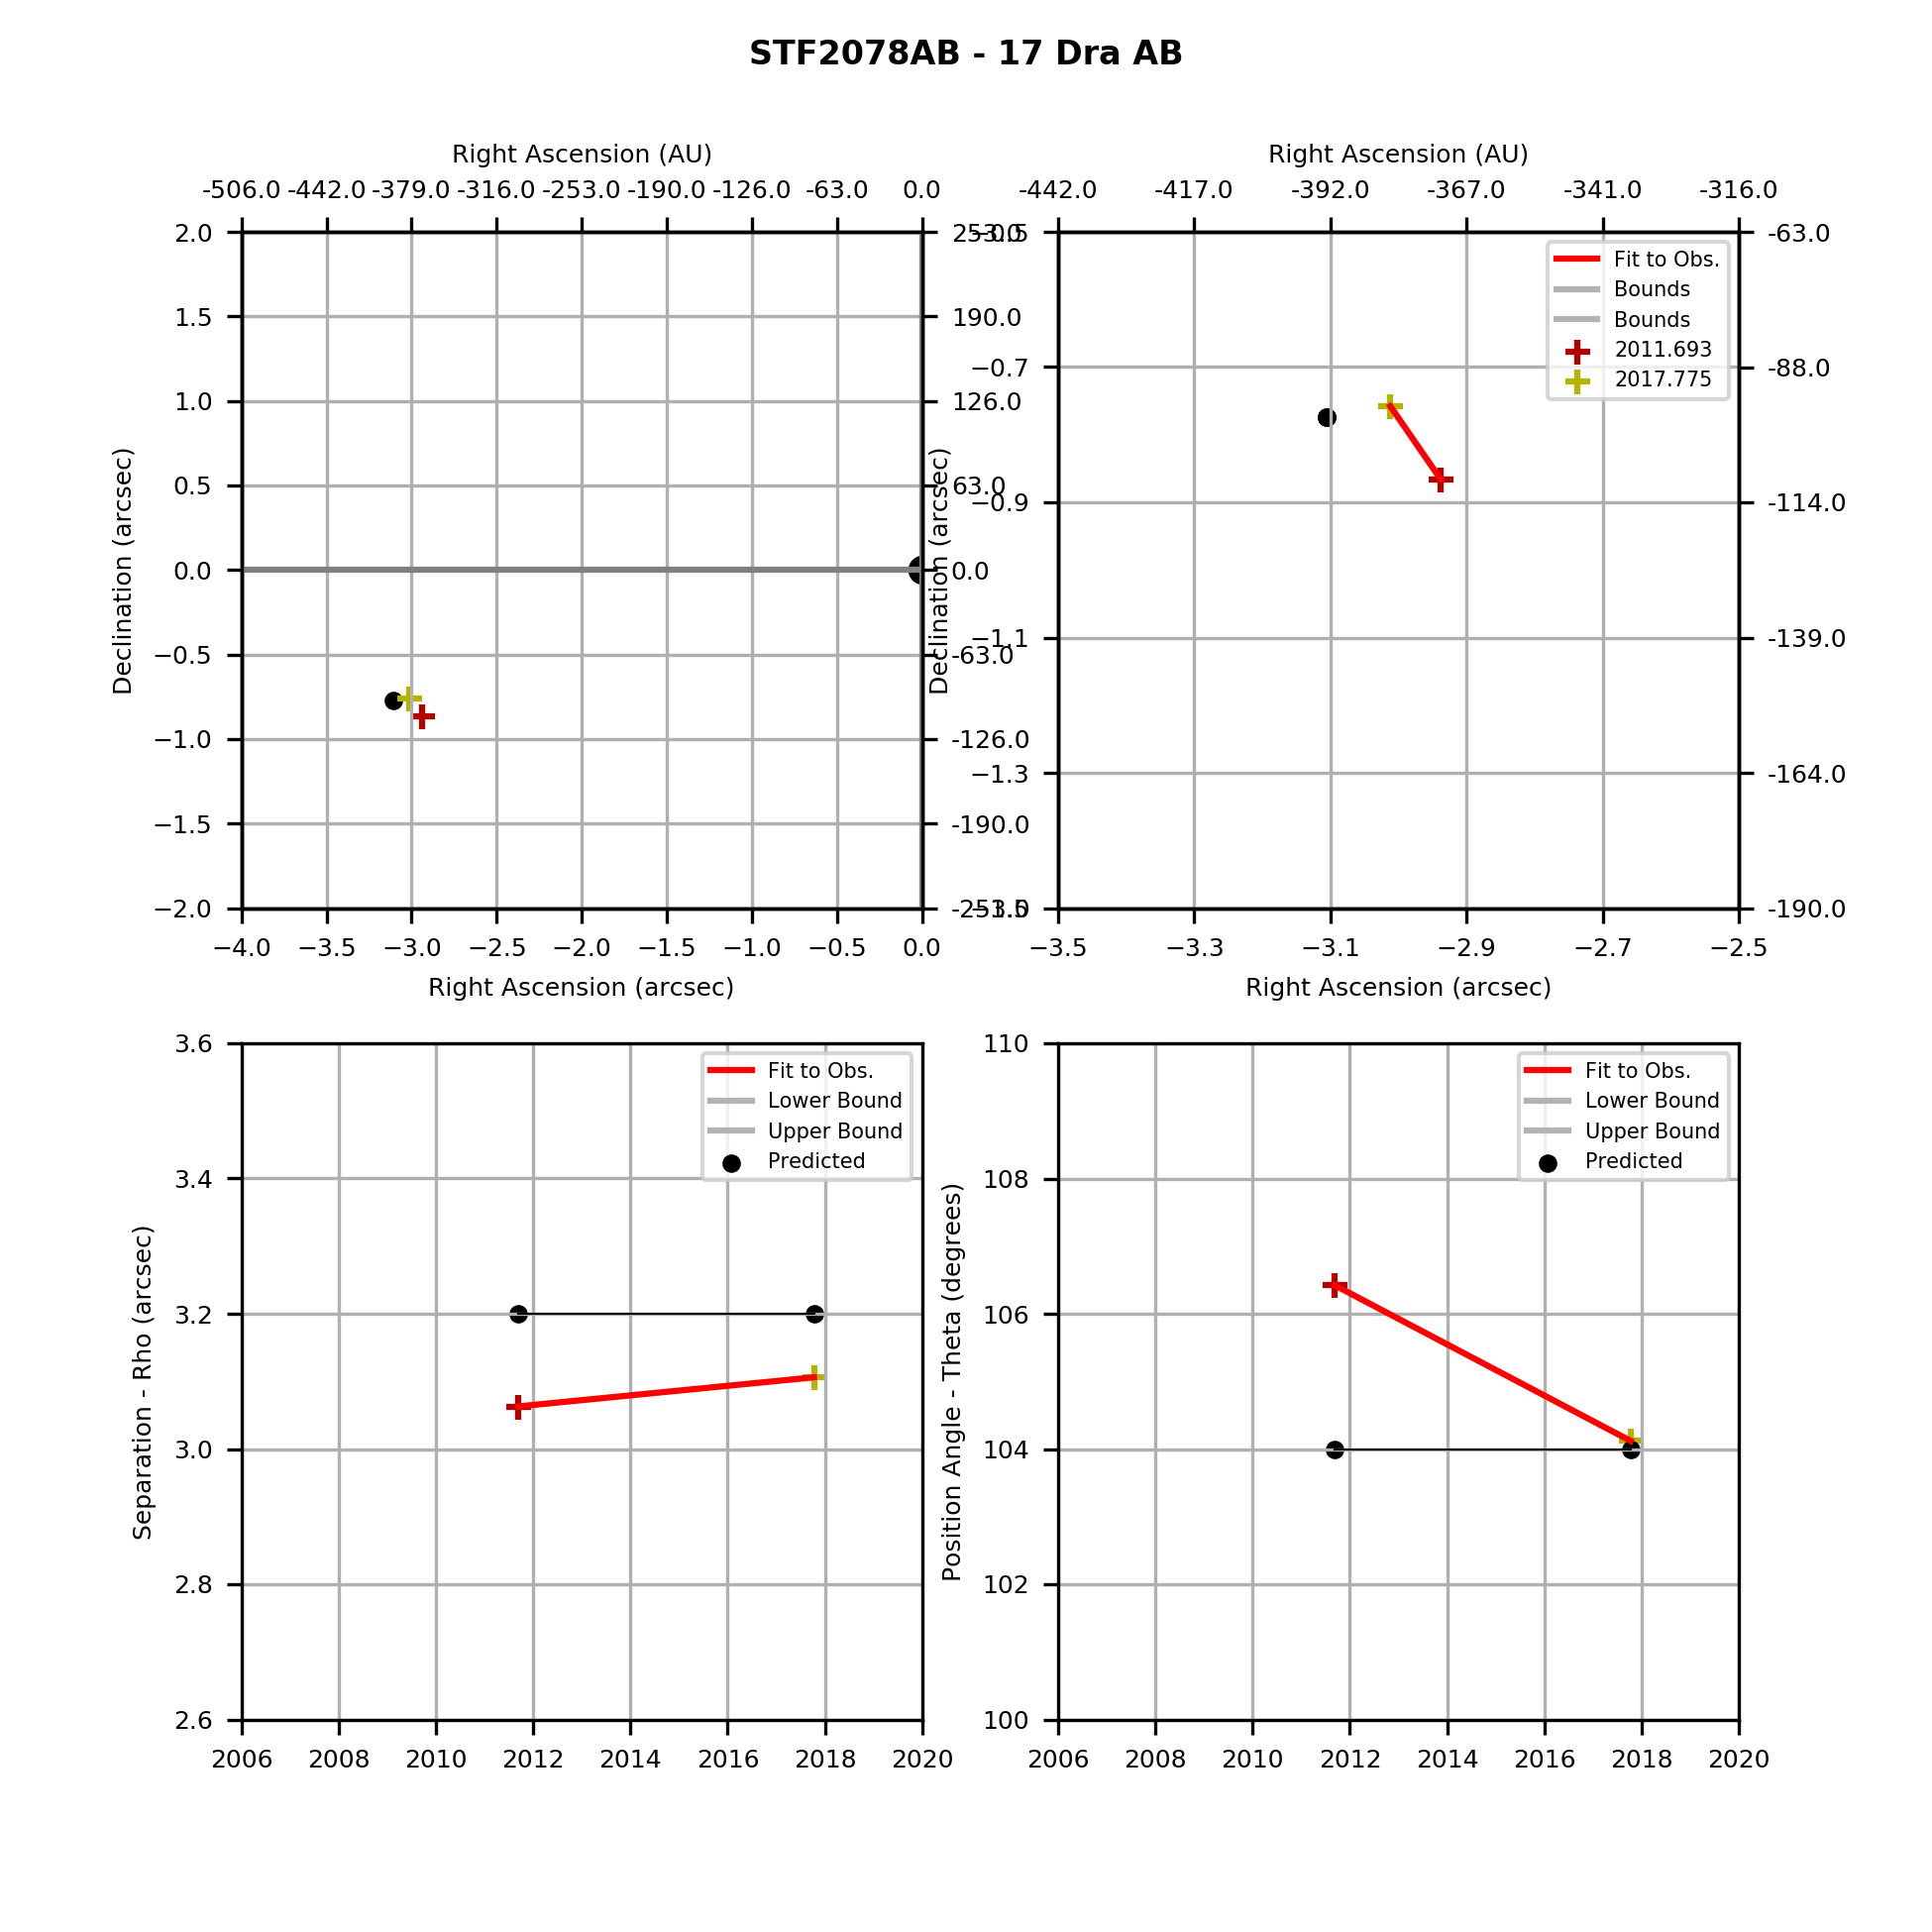 STF2078AB - 17 Dra AB
Right Ascension (AU)
-506.0 -442.0 -379.0 -316.0 -253.0 -190.0 -126.0 -63.0 0.0
2.0
1.5
1.0
0.5
0.0
−0.5
−1.0
−1.5
−2.0
Declination (arcsec)
253.0
190.0
126.0
63.0
0.0
-63.0
-126.0
-190.0
-253.0
−4.0 −3.5 −3.0 −2.5 −2.0 −1.5 −1.0 −0.5 0.0
Right Ascension (arcsec)
Right Ascension (AU)
-442.0 -417.0 -392.0 -367.0 -341.0 -316.0
−0.5
−0.7
−0.9
−1.1
−1.3
−1.5
Declination (arcsec)
Fit to Obs.
Bounds
Bounds
2011.693
2017.775
-63.0
-88.0
-114.0
-139.0
-164.0
-190.0
−3.5 −3.3 −3.1 −2.9 −2.7 −2.5
Right Ascension (arcsec)
3.6
3.4
3.2
3.0
2.8
2.6
Separation - Rho (arcsec)
Fit to Obs.
Lower Bound
Upper Bound
Predicted
2006 2008 2010 2012 2014 2016 2018 2020
110
108
106
104
102
100
Position Angle - Theta (degrees)
Fit to Obs.
Lower Bound
Upper Bound
Predicted
2006 2008 2010 2012 2014 2016 2018 2020